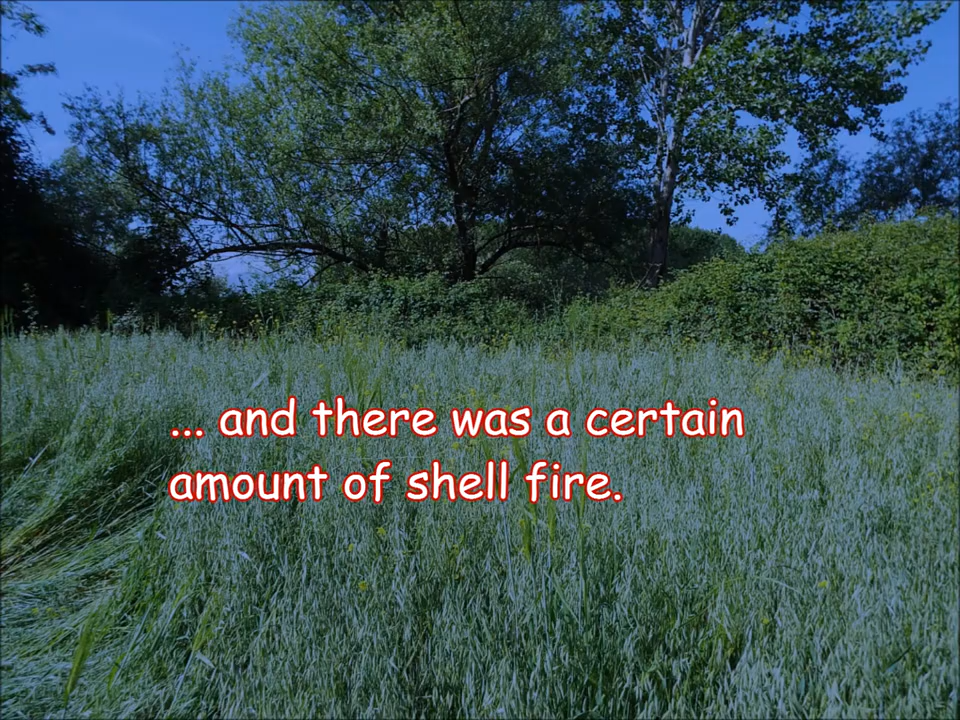 ... and there was a certain
amount of shell fire.